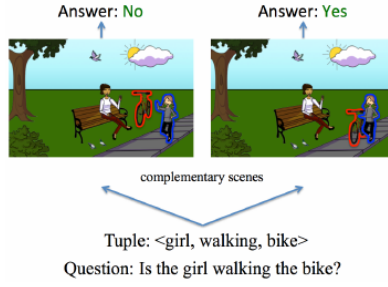 Answer: No
Answer: Yes
complementary scenes
Tuple: <girl, walking, bike>
Question: Is the girl walking the bike?